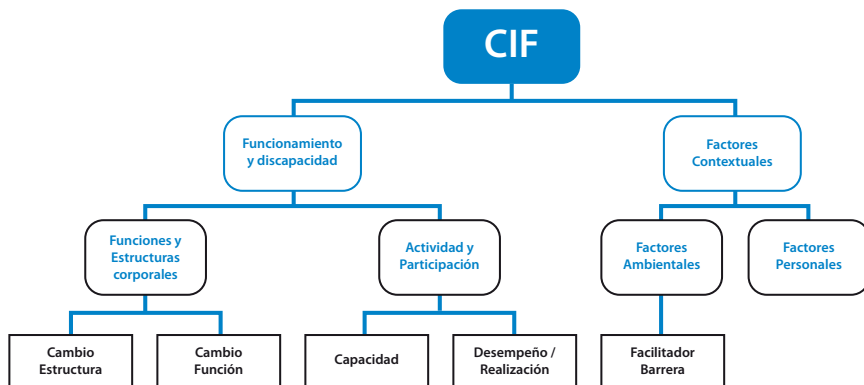 CIF
Funcionamiento
y discapacidad
Factores
Contextuales
Funciones y
Estructuras
corporales
Actividad y
Participación
Factores
Ambientales
Factores
Personales
Cambio
Estructura
Cambio
Función
Capacidad
Desempeño /
Realización
Facilitador
Barrera